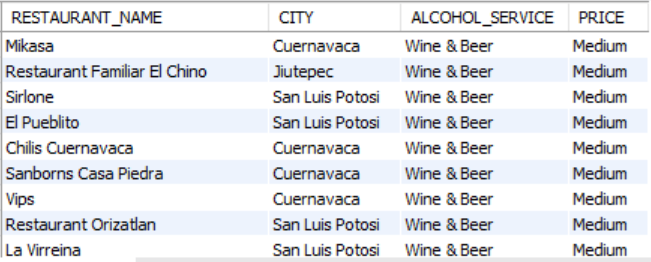 RESTAURANT_NAME CITY ALCOHOL_SERVICE PRICE
Mikasa Cuernavaca Wine & Beer Medium
Restaurant Familiar El Chino Jiutepec Wine & Beer Medium
Sirlone San Luis Potosi Wine & Beer Medium
El Pueblito San Luis Potosi Wine & Beer Medium
Chilis Cuernavaca Cuernavaca Wine & Beer Medium
Sanborns Casa Piedra Cuernavaca Wine & Beer Medium
Vips Cuernavaca Wine & Beer Medium
Restaurant Orizatlan San Luis Potosi Wine & Beer Medium
La Virreina San Luis Potosi Wine & Beer Medium